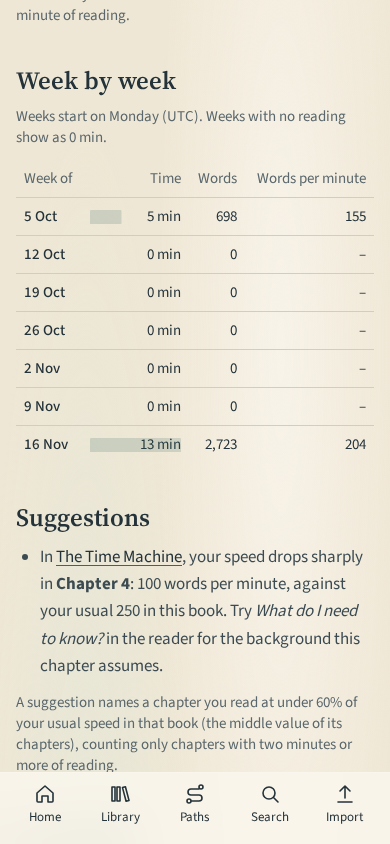 minute of reading.
Week by week
Weeks start on Monday (UTC). Weeks with no reading
show as 0 min.
Week of Time Words Words per minute
5 Oct 5 min 698 155
12 Oct 0 min 0 –
19 Oct 0 min 0 –
26 Oct 0 min 0 –
2 Nov 0 min 0 –
9 Nov 0 min 0 –
16 Nov 13 min 2,723 204
Suggestions
• In The Time Machine, your speed drops sharply
in Chapter 4: 100 words per minute, against
your usual 250 in this book. Try What do I need
to know? in the reader for the background this
chapter assumes.
A suggestion names a chapter you read at under 60% of
your usual speed in that book (the middle value of its
chapters), counting only chapters with two minutes or
more of reading.
Home Library Paths Search Import